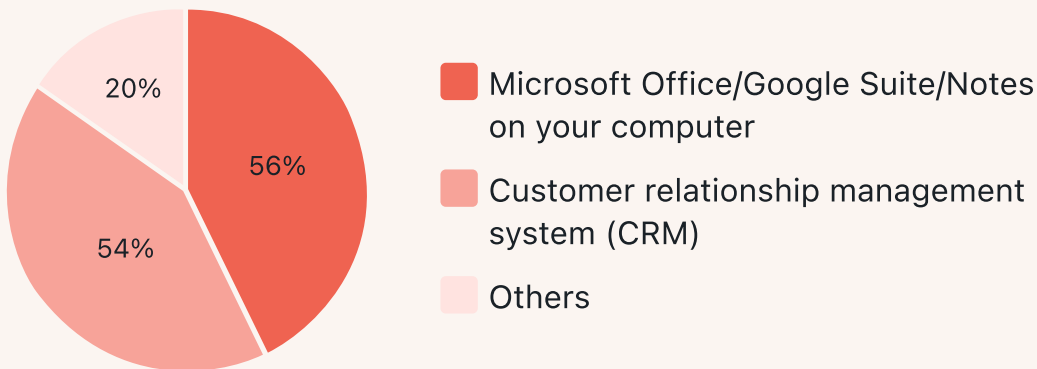 20%
56%
54%
Microsoft Office/Google Suite/Notes
on your computer
Customer relationship management
system (CRM)
Others